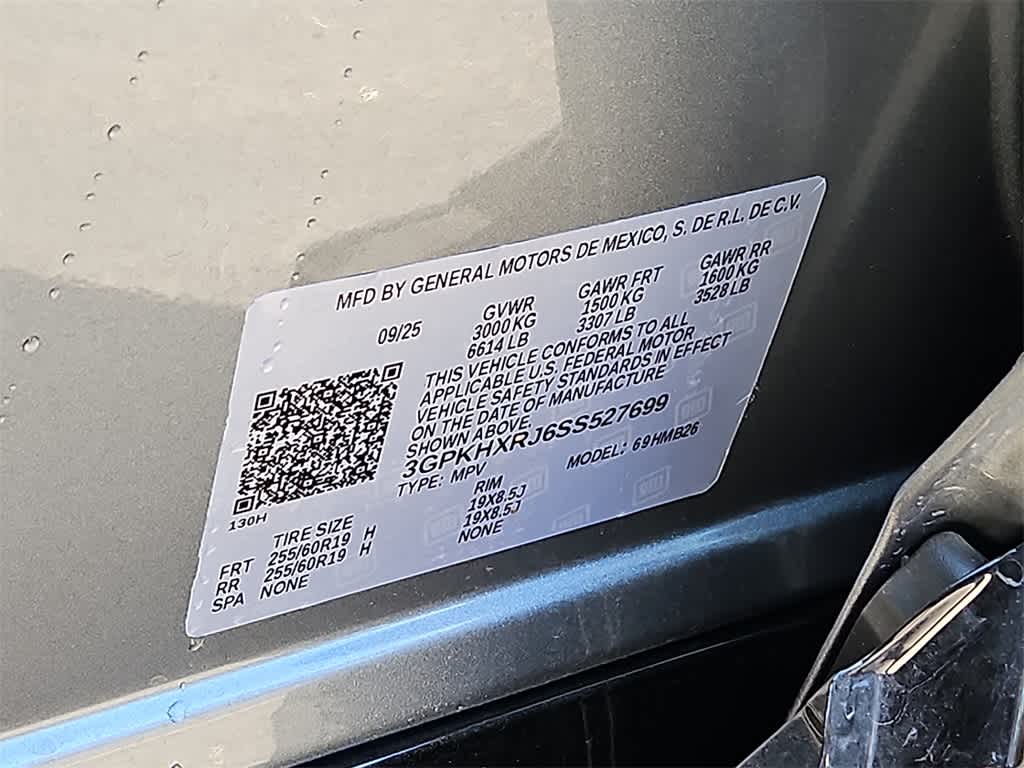 MFD BY GENERAL MOTORS DE MEXICO, S. DE R.L. DE C.V.
09/25 GVWR GAWR FRT GAWR RR
3000 KG 1500 KG 1600 KG
6614 LB 3307 LB 3528 LB
THIS VEHICLE CONFORMS TO ALL
APPLICABLE U.S. FEDERAL MOTOR
VEHICLE SAFETY STANDARDS IN EFFECT
ON THE DATE OF MANUFACTURE
SHOWN ABOVE.
3GPKHXRJ6SS527699
TYPE: MPV MODEL: 69HMB26
130H
TIRE SIZE RIM
FRT 255/60R19 H 19X8.5J
RR 255/60R19 H 19X8.5J
SPA NONE NONE